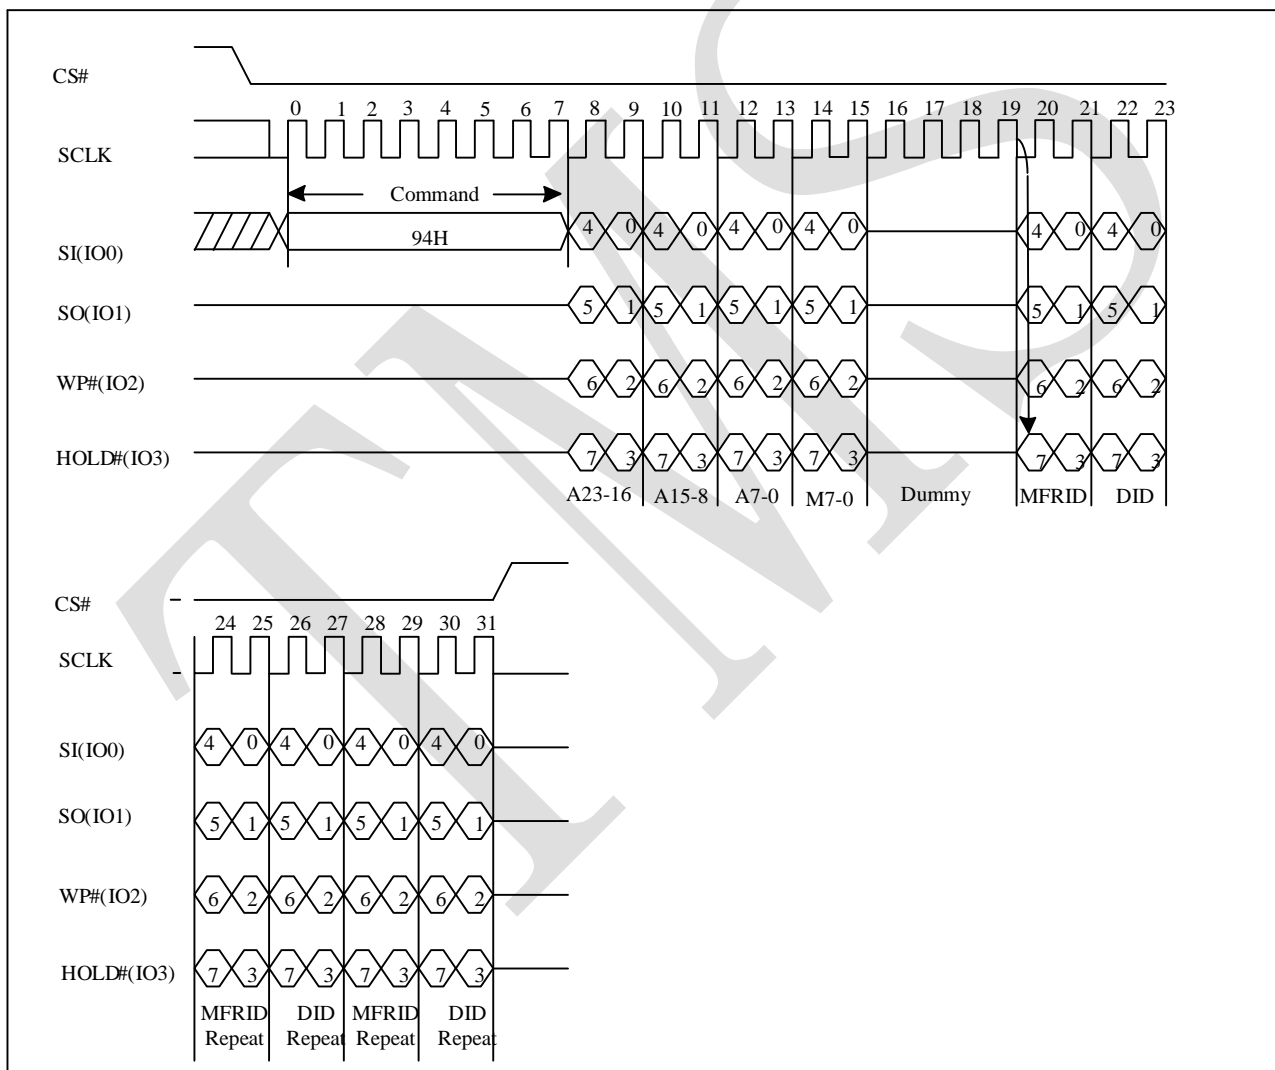 CS#
0 1 2 3 4 5 6 7 8 9 10 11 12 13 14 15 16 17 18 19 20 21 22 23
SCLK
Command
94H
SI(IO0)
4 0 4 0 4 0 4 0 4 0 4 0
SO(IO1)
5 1 5 1 5 1 5 1 5 1 5 1
WP#(IO2)
6 2 6 2 6 2 6 2 6 2 6 2
HOLD#(IO3)
7 3 7 3 7 3 7 3 7 3 7 3
A23-16 A15-8 A7-0 M7-0 Dummy MFRID DID
CS#
24 25 26 27 28 29 30 31
SCLK
SI(IO0)
4 0 4 0 4 0 4 0
SO(IO1)
5 1 5 1 5 1 5 1
WP#(IO2)
6 2 6 2 6 2 6 2
HOLD#(IO3)
7 3 7 3 7 3 7 3
MFRID DID MFRID DID
Repeat Repeat Repeat Repeat
TMS